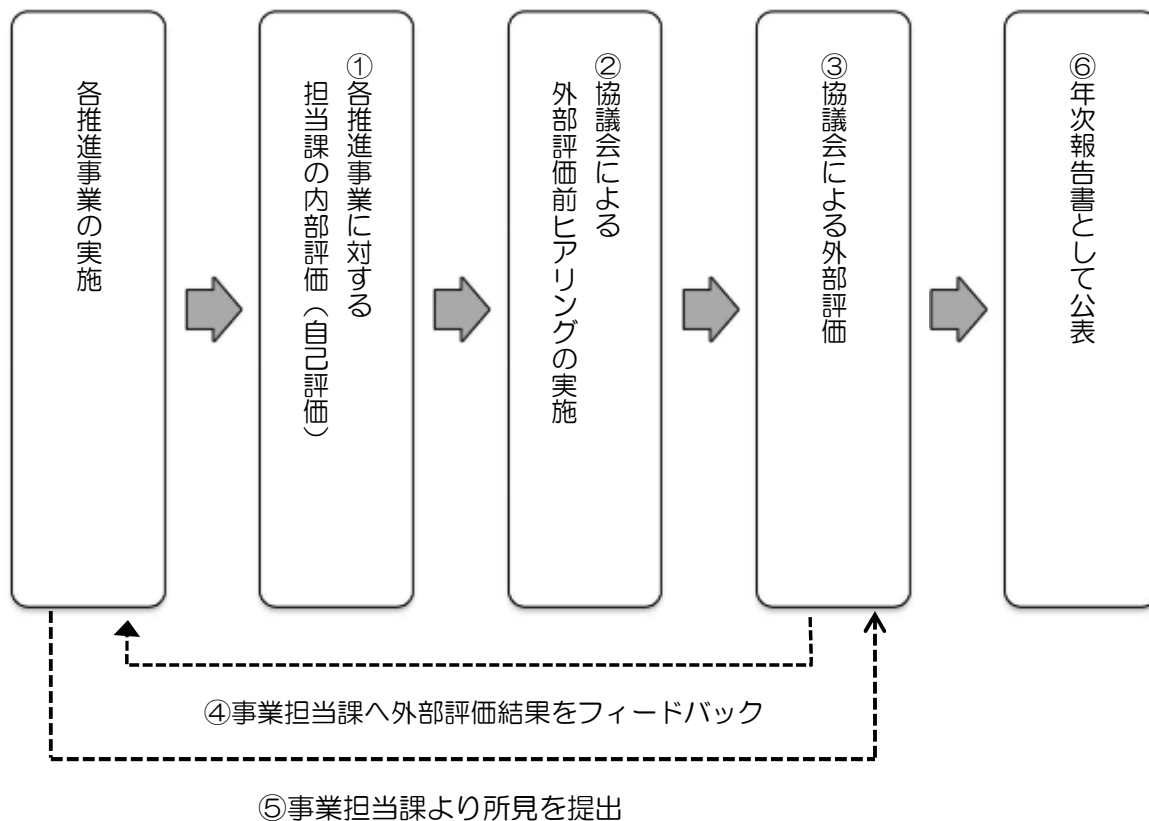 各推進事業の実施
①各推進事業に対する
担当課の内部評価（自己評価）
②協議会による
外部評価前ヒアリングの実施
③協議会による外部評価
⑥年次報告書として公表
④事業担当課へ外部評価結果をフィードバック
⑤事業担当課より所見を提出